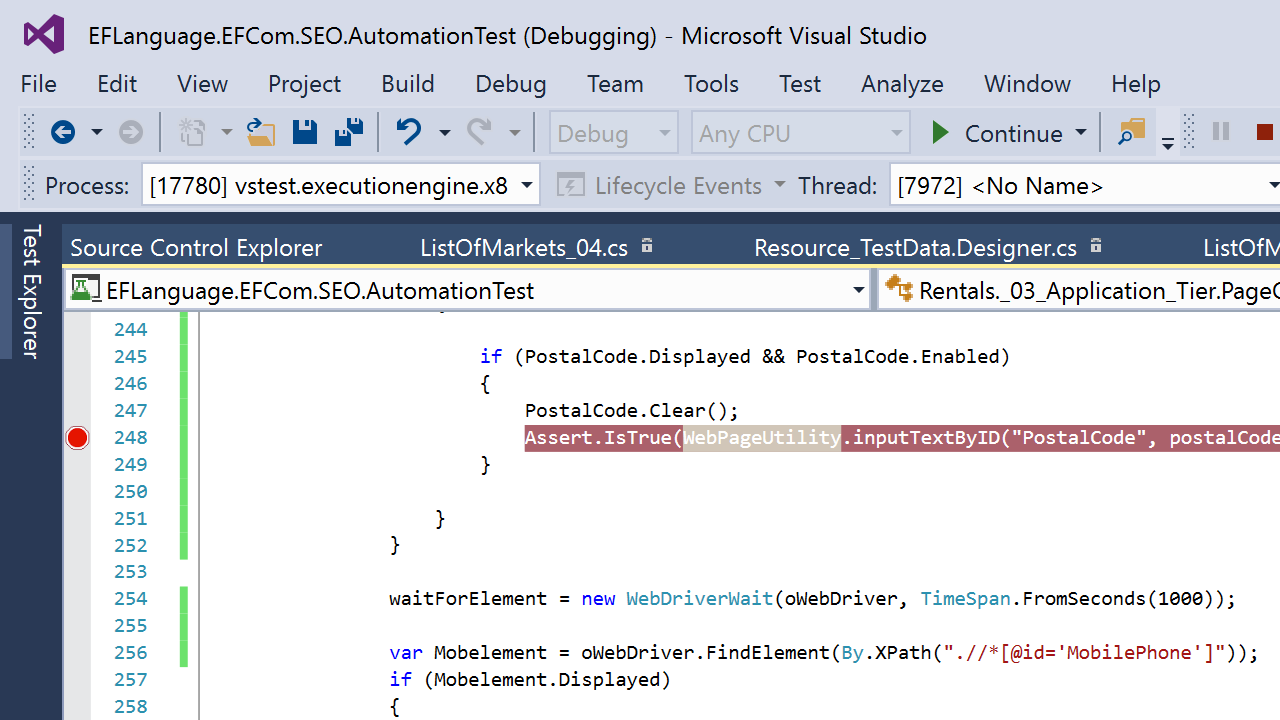 EFLanguage.EFCom.SEO.AutomationTest (Debugging) - Microsoft Visual Studio
File Edit View Project Build Debug Team Tools Test Analyze Window Help
Debug Any CPU Continue
Process: [17780] vstest.executionengine.x8 Lifecycle Events Thread: [7972] <No Name>
Test Explorer
Source Control Explorer ListOfMarkets_04.cs Resource_TestData.Designer.cs ListOfM
EFLanguage.EFCom.SEO.AutomationTest Rentals._03_Application_Tier.PageC
244
245 if (PostalCode.Displayed && PostalCode.Enabled)
246 {
247 PostalCode.Clear();
248 Assert.IsTrue(WebPageUtility.inputTextByID("PostalCode", postalCode
249 }
250
251 }
252 }
253
254 waitForElement = new WebDriverWait(oWebDriver, TimeSpan.FromSeconds(1000));
255
256 var Mobelement = oWebDriver.FindElement(By.XPath(".//*[@id='MobilePhone']"));
257 if (Mobelement.Displayed)
258 {